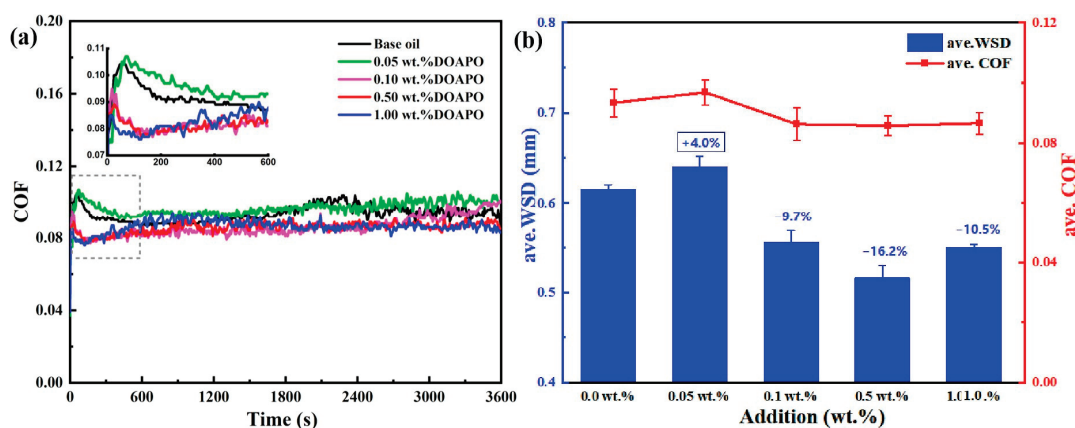 (a)
COF
0.20
0.16
0.12
0.08
0.04
0.00
0
600
1200
1800
2400
3000
3600
Time (s)
0.11
0.10
0.09
0.08
0.07
0
200
400
600
Base oil
0.05 wt.%DOAPO
0.10 wt.%DOAPO
0.50 wt.%DOAPO
1.00 wt.%DOAPO
(b)
ave.WSD (mm)
0.8
0.7
0.6
0.5
0.4
ave.WSD
ave. COF
+4.0%
−9.7%
−16.2%
−10.5%
0.0 wt.%
0.05 wt.%
0.1 wt.%
0.5 wt.%
1.01.0 %
Addition (wt.%)
0.12
0.08
0.04
0.00
ave. COF